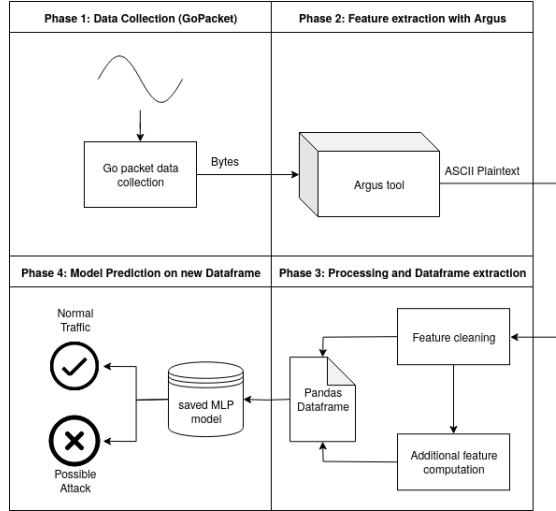 Phase 1: Data Collection (GoPacket)
Phase 2: Feature extraction with Argus
Go packet data
collection
Bytes
Argus tool
ASCII Plaintext
Phase 4: Model Prediction on new Dataframe
Phase 3: Processing and Dataframe extraction
Normal
Traffic
Possible
Attack
saved MLP
model
Pandas
Dataframe
Feature cleaning
Additional feature
computation